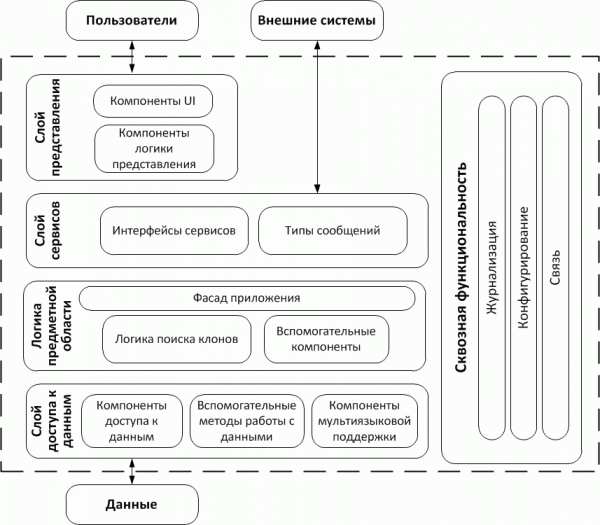 Пользователи
Внешние системы
Слой
представления
Компоненты UI
Компоненты
логики
представления
Слой
сервисов
Интерфейсы сервисов
Типы сообщений
Логика
предметной
области
Фасад приложения
Логика поиска клонов
Вспомогательные
компоненты
Слой
доступа к
данным
Компоненты
доступа к
данным
Вспомогательные
методы работы с
данными
Компоненты
мультиязыковой
поддержки
Сквозная функциональность
Журнализация
Конфигурирование
Связь
Данные